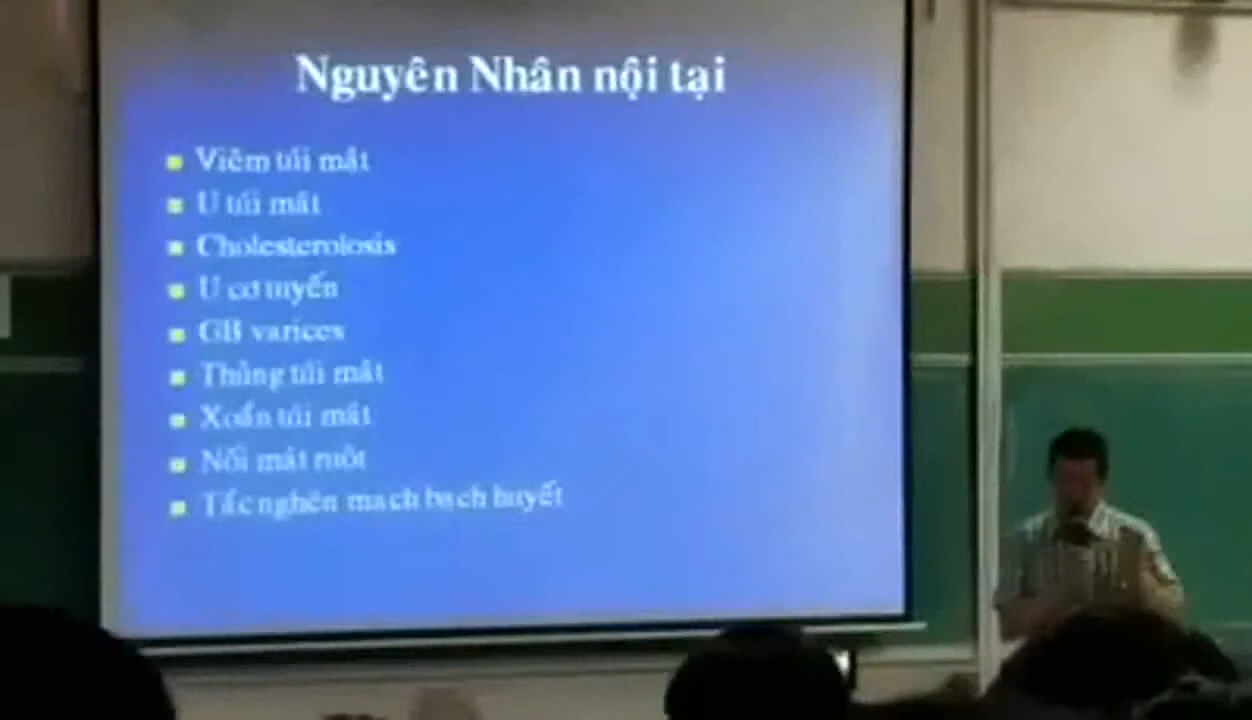 Nguyên Nhân nội tại
Viêm túi mật
U túi mật
Cholesterolosis
U cơ tuyến
GB varices
Thủng túi mật
Xoắn túi mật
Nối mật ruột
Tắc nghẽn mạch bạch huyết